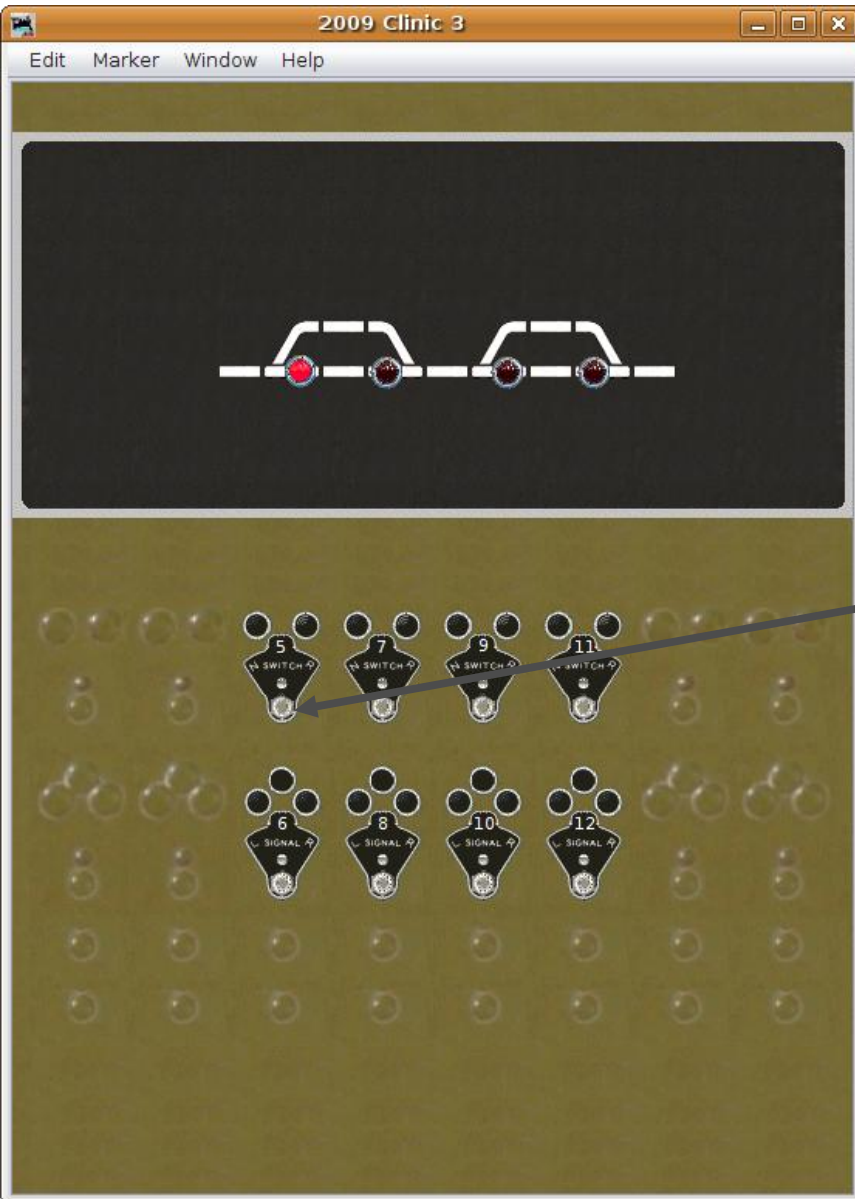 2009 Clinic 3
Edit Marker Window Help
5 7 9 11
N SWITCH R N SWITCH R N SWITCH R N SWITCH R
6 8 10 12
L SIGNAL R L SIGNAL R L SIGNAL R L SIGNAL R